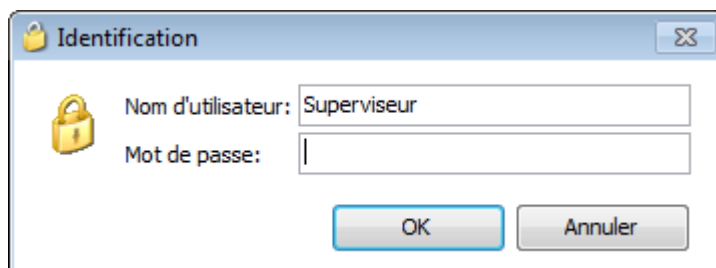 Identification
Nom d'utilisateur: Superviseur
Mot de passe:
OK Annuler